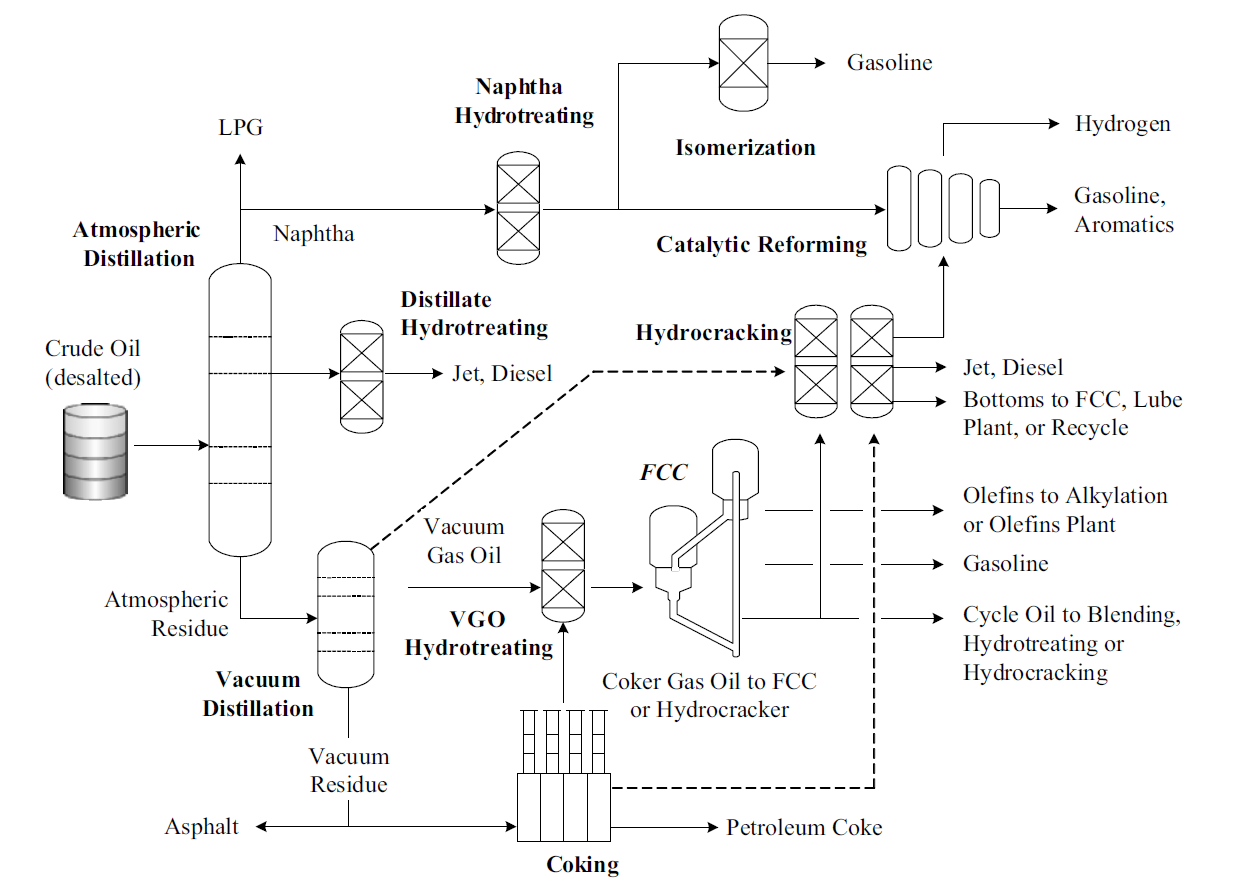 Naphtha
Hydrotreating
Gasoline
Isomerization
LPG
Hydrogen
Gasoline,
Aromatics
Atmospheric
Distillation
Naphtha
Catalytic Reforming
Distillate
Hydrotreating
Hydrocracking
Crude Oil
(desalted)
Jet, Diesel
Jet, Diesel
Bottoms to FCC, Lube
Plant, or Recycle
FCC
Olefins to Alkylation
or Olefins Plant
Vacuum
Gas Oil
Gasoline
Atmospheric
Residue
VGO
Hydrotreating
Cycle Oil to Blending,
Hydrotreating or
Hydrocracking
Vacuum
Distillation
Coker Gas Oil to FCC
or Hydrocracker
Vacuum
Residue
Asphalt
Petroleum Coke
Coking